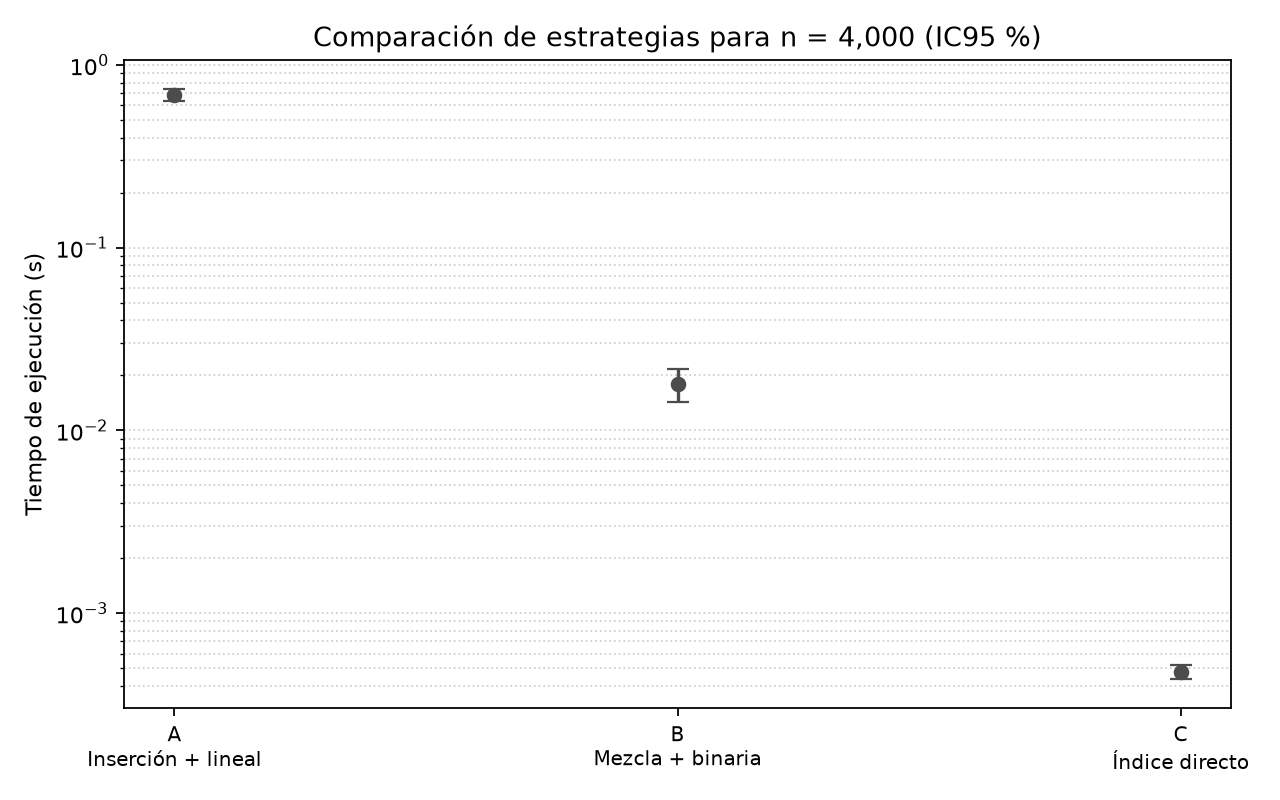 Comparación de estrategias para n = 4,000 (IC95 %)
Tiempo de ejecución (s)
10⁰
10⁻¹
10⁻²
10⁻³
A
Inserción + lineal
B
Mezcla + binaria
C
Índice directo